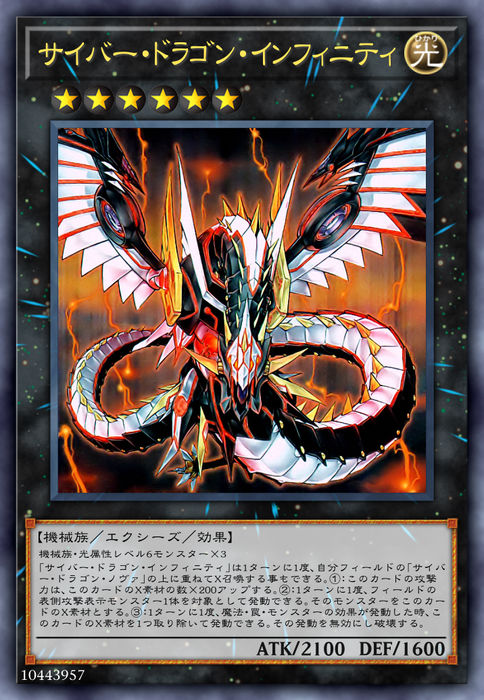 サイバー・ドラゴン・インフィニティ
ひかり
光
【機械族/エクシーズ/効果】
機械族・光属性レベル6モンスター×3
「サイバー・ドラゴン・インフィニティ」は1ターンに1度、自分フィールドの「サイバ
ー・ドラゴン・ノヴァ」の上に重ねてX召喚する事もできる。①:このカードの攻撃
力は、このカードのX素材の数×200アップする。②:1ターンに1度、フィールドの
表側攻撃表示モンスター1体を対象として発動できる。そのモンスターをこのカー
ドのX素材とする。③:1ターンに1度、魔法・罠・モンスターの効果が発動した時、こ
のカードのX素材を1つ取り除いて発動できる。その発動を無効にし破壊する。
ATK/2100 DEF/1600
10443957